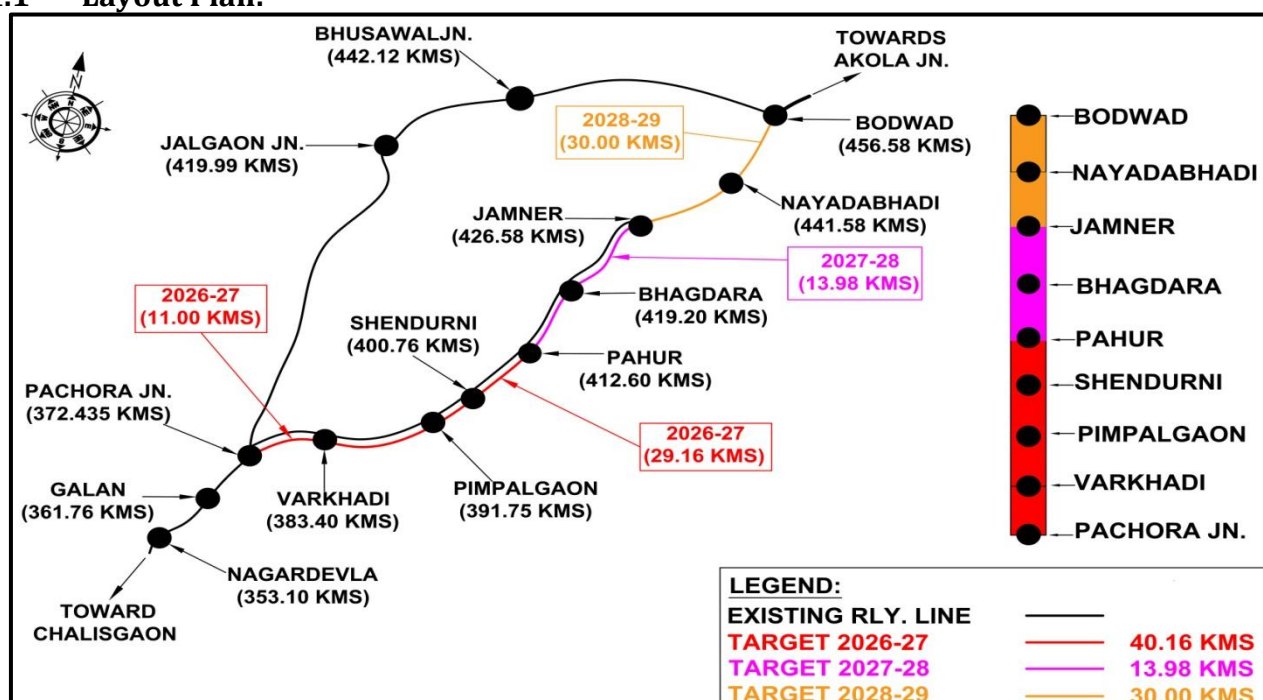 Layout Plan:
BHUSAWALJN.
(442.12 KMS)
TOWARDS
AKOLA JN.
N
2028-29
(30.00 KMS)
BODWAD
(456.58 KMS)
JALGAON JN.
(419.99 KMS)
NAYADABHADI
(441.58 KMS)
JAMNER
(426.58 KMS)
2027-28
(13.98 KMS)
2026-27
(11.00 KMS)
BHAGDARA
(419.20 KMS)
SHENDURNI
(400.76 KMS)
PAHUR
(412.60 KMS)
PACHORA JN.
(372.435 KMS)
2026-27
(29.16 KMS)
GALAN
(361.76 KMS)
VARKHADI
(383.40 KMS)
PIMPALGAON
(391.75 KMS)
NAGARDEVLA
(353.10 KMS)
TOWARD
CHALISGAON
BODWAD
NAYADABHADI
JAMNER
BHAGDARA
PAHUR
SHENDURNI
PIMPALGAON
VARKHADI
PACHORA JN.
LEGEND:
EXISTING RLY. LINE
TARGET 2026-27 40.16 KMS
TARGET 2027-28 13.98 KMS
TARGET 2028-29 30.00 KMS